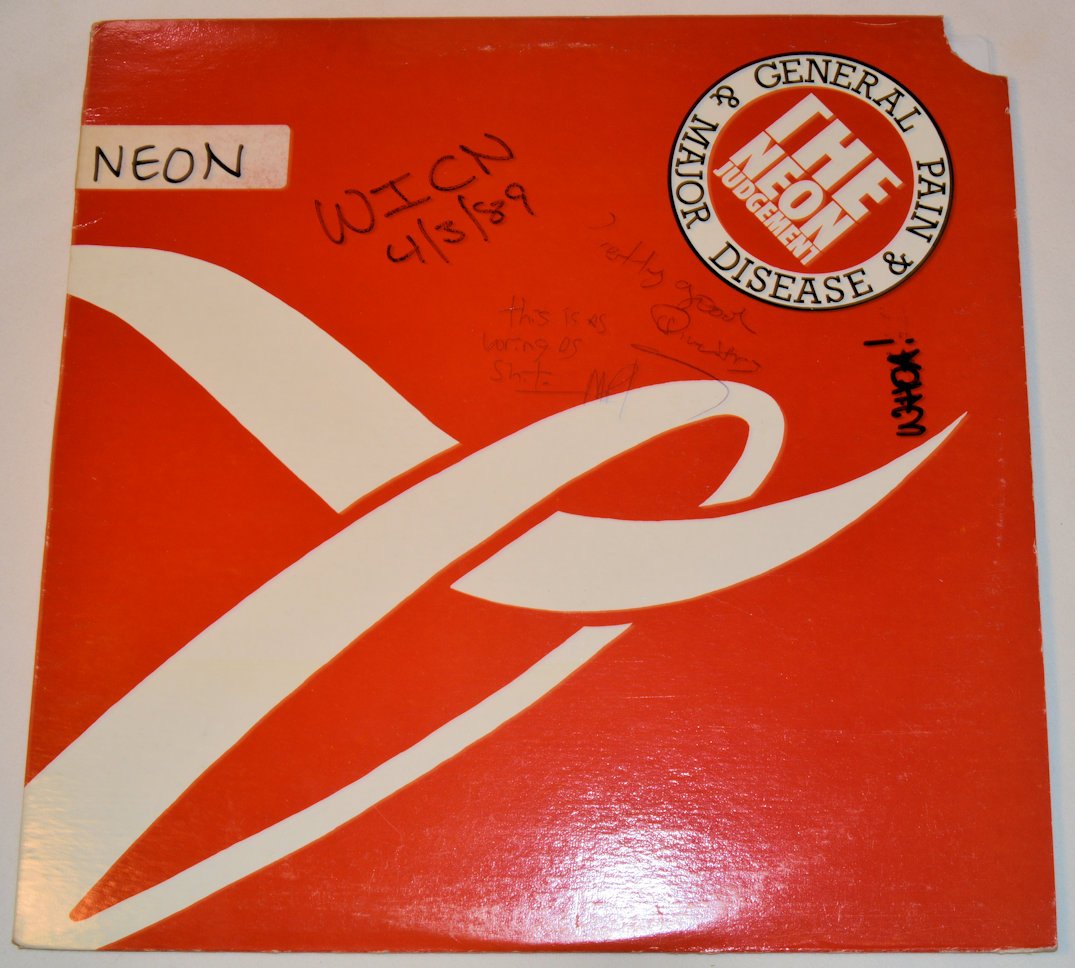 NEON
WICN
4/3/89
& GENERAL PAIN & MAJOR DISEASE
THE
NEON
JUDGEMENT
Pretty good
this is as
boring as
shit.
WHOA!